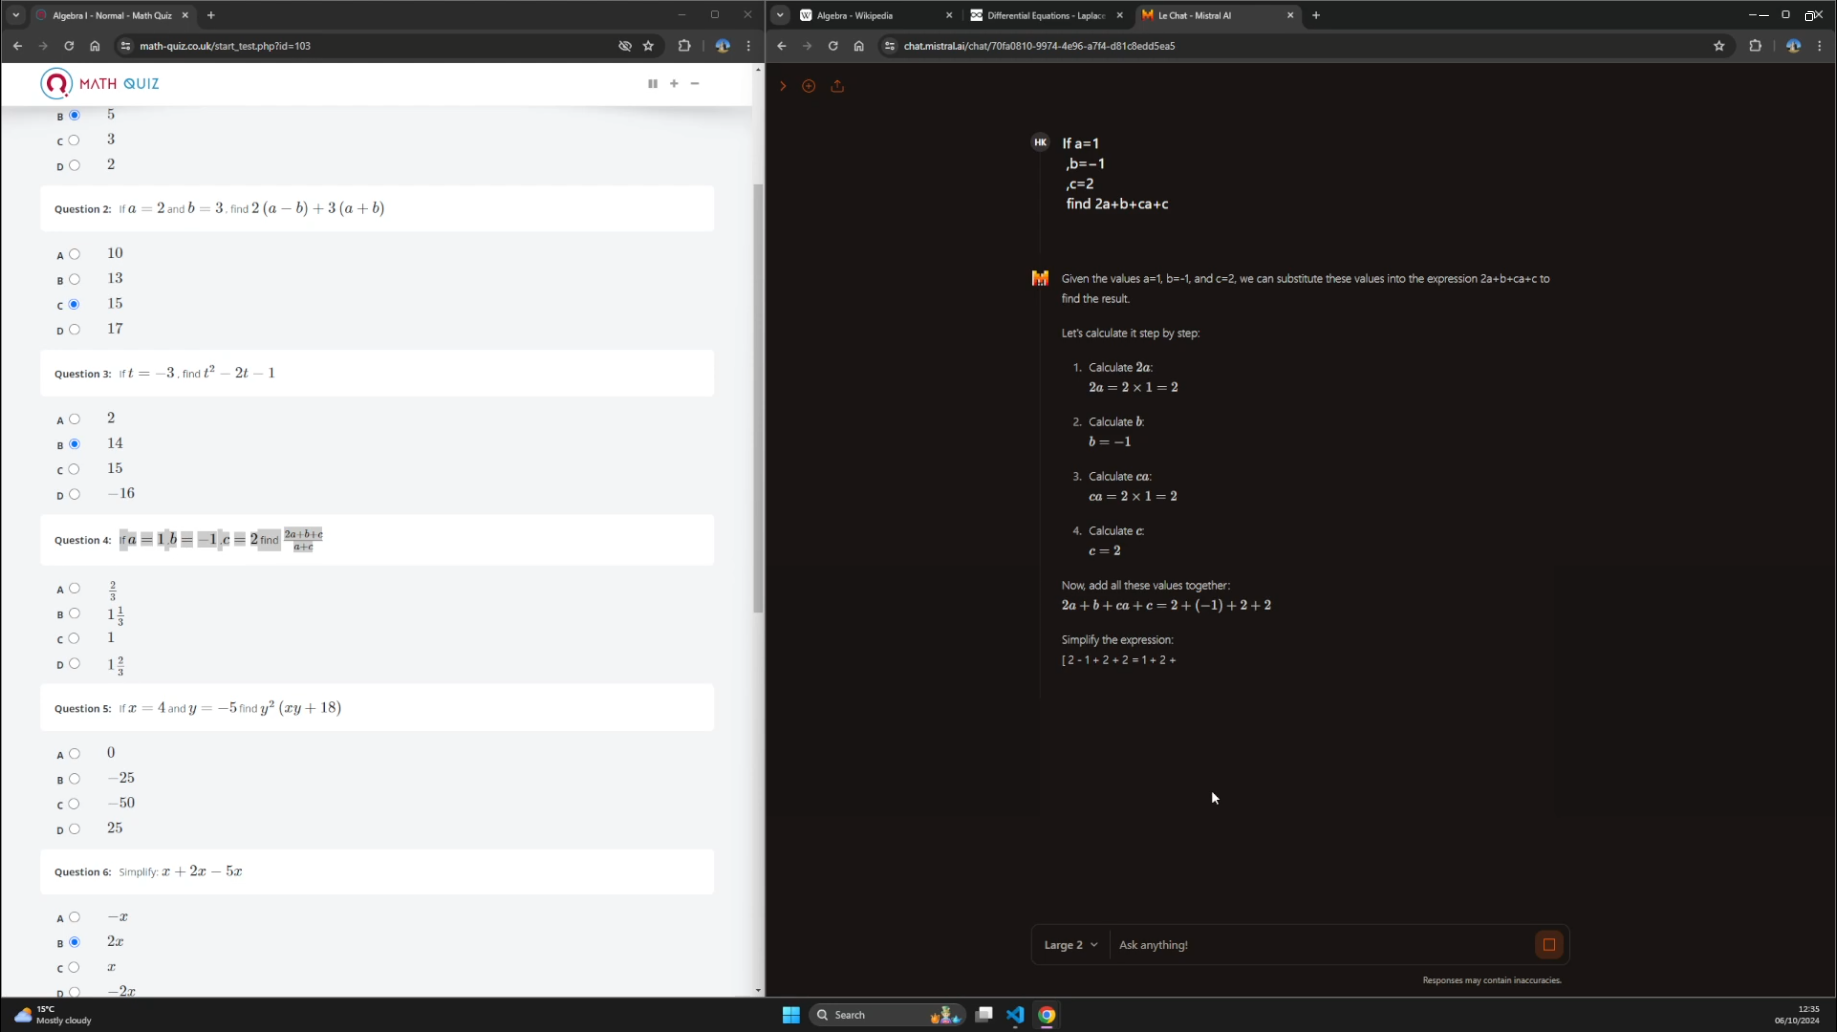 Algebra I - Normal - Math Quiz
math-quiz.co.uk/start_test.php?id=103
MATH QUIZ
B 5
C 3
D 2
Question 2: If a = 2 and b = 3, find 2 (a − b) + 3 (a + b)
A 10
B 13
C 15
D 17
Question 3: If t = −3, find t² − 2t − 1
A 2
B 14
C 15
D −16
Question 4: If a = 1 ,b = −1 ,c = 2 find (2a+b+c)/(a+c)
A 2/3
B 1 1/3
C 1
D 1 2/3
Question 5: If x = 4 and y = −5 find y² (xy + 18)
A 0
B −25
C −50
D 25
Question 6: Simplify: x + 2x − 5x
A −x
B 2x
C x
D −2x
Algebra - Wikipedia
Differential Equations - Laplace
Le Chat - Mistral AI
chat.mistral.ai/chat/70fa0810-9974-4e96-a7f4-d81c8edd5ea5
HK If a=1
,b=−1
,c=2
find 2a+b+ca+c
Given the values a=1, b=-1, and c=2, we can substitute these values into the expression 2a+b+ca+c to
find the result.
Let's calculate it step by step:
1. Calculate 2a:
2a = 2 × 1 = 2
2. Calculate b:
b = −1
3. Calculate ca:
ca = 2 × 1 = 2
4. Calculate c:
c = 2
Now, add all these values together:
2a + b + ca + c = 2 + (−1) + 2 + 2
Simplify the expression:
[ 2 - 1 + 2 + 2 = 1 + 2 +
Large 2 Ask anything!
Responses may contain inaccuracies.
15°C
Mostly cloudy
Search
12:35
06/10/2024